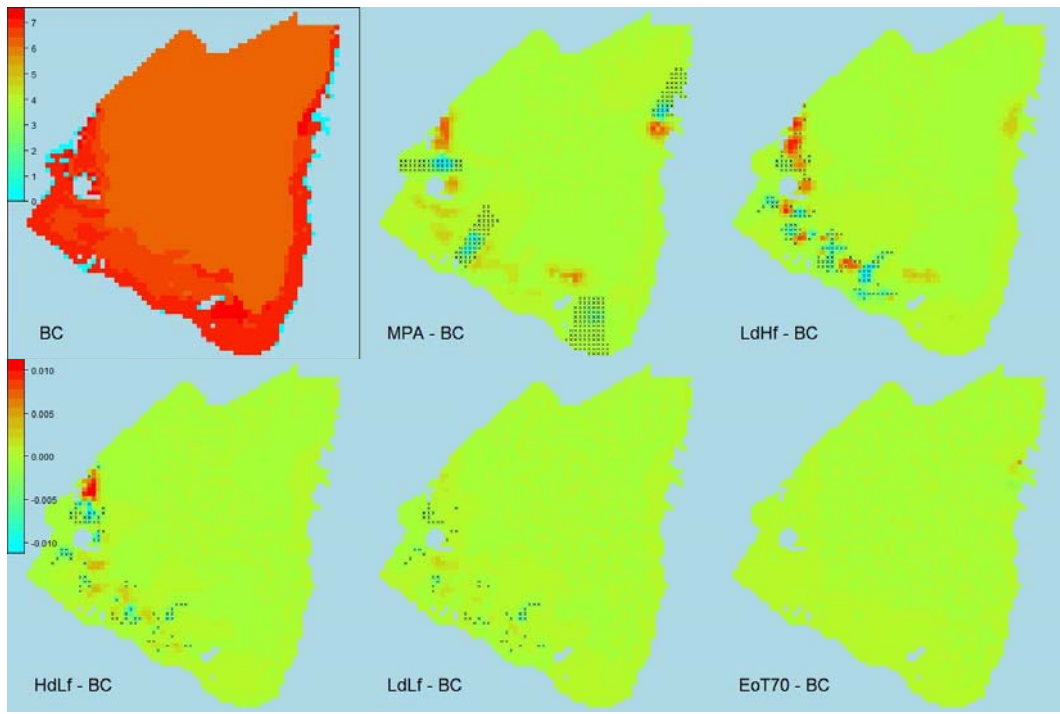 7
6
5
4
3
2
1
0
BC
MPA - BC
LdHf - BC
0.010
0.005
0.000
-0.005
-0.010
HdLf - BC
LdLf - BC
EoT70 - BC